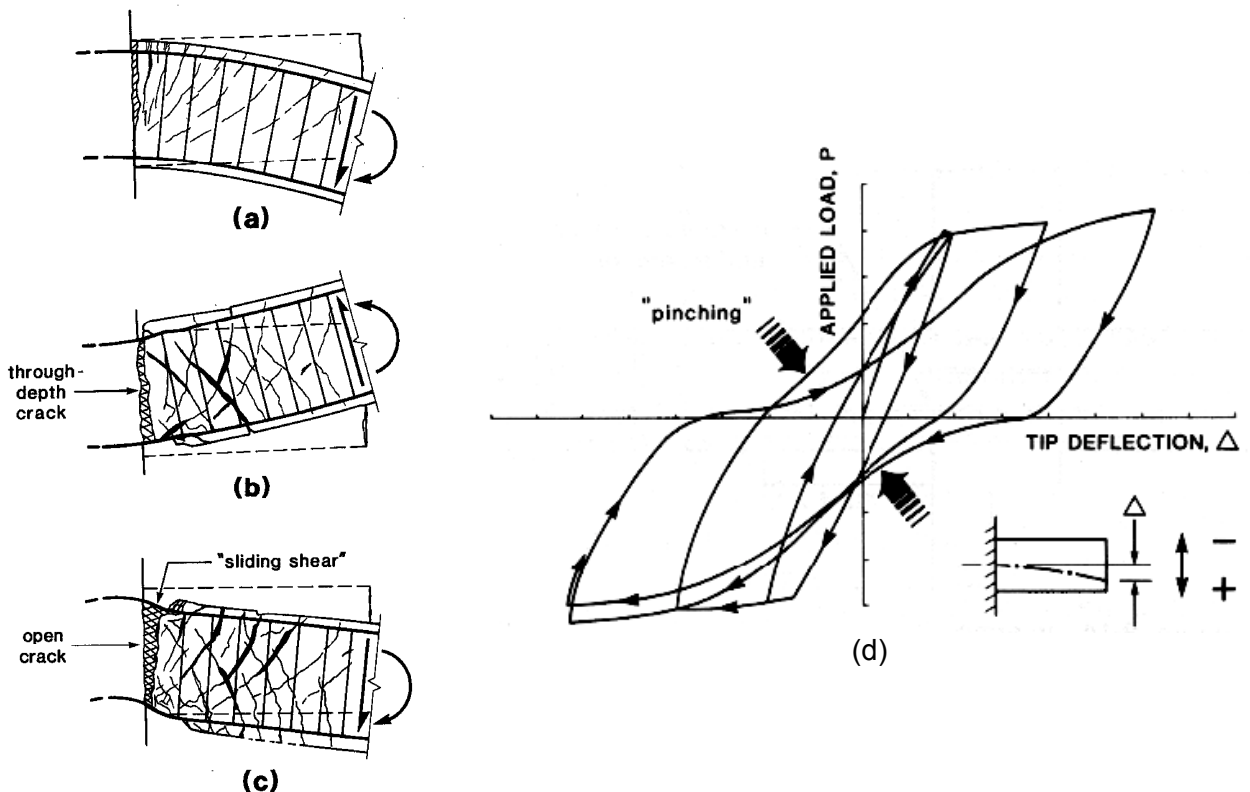 (a)
through-
depth
crack
(b)
"sliding shear"
open
crack
(c)
APPLIED LOAD, P
"pinching"
TIP DEFLECTION, Δ
Δ
−
+
(d)